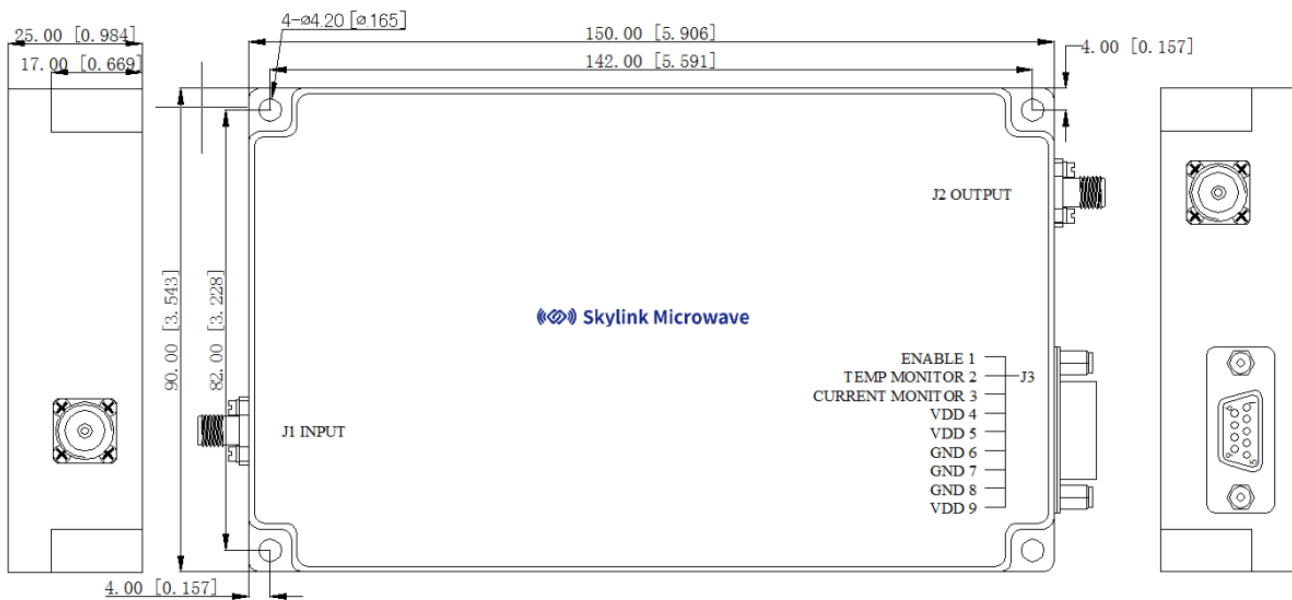 4-⌀4.20 [⌀.165]
25.00 [0.984]
150.00 [5.906]
4.00 [0.157]
17.00 [0.669]
142.00 [5.591]
J2 OUTPUT
90.00 [3.543]
82.00 [3.228]
Skylink Microwave
ENABLE 1
TEMP MONITOR 2
J3
CURRENT MONITOR 3
VDD 4
J1 INPUT
VDD 5
GND 6
GND 7
GND 8
VDD 9
4.00 [0.157]